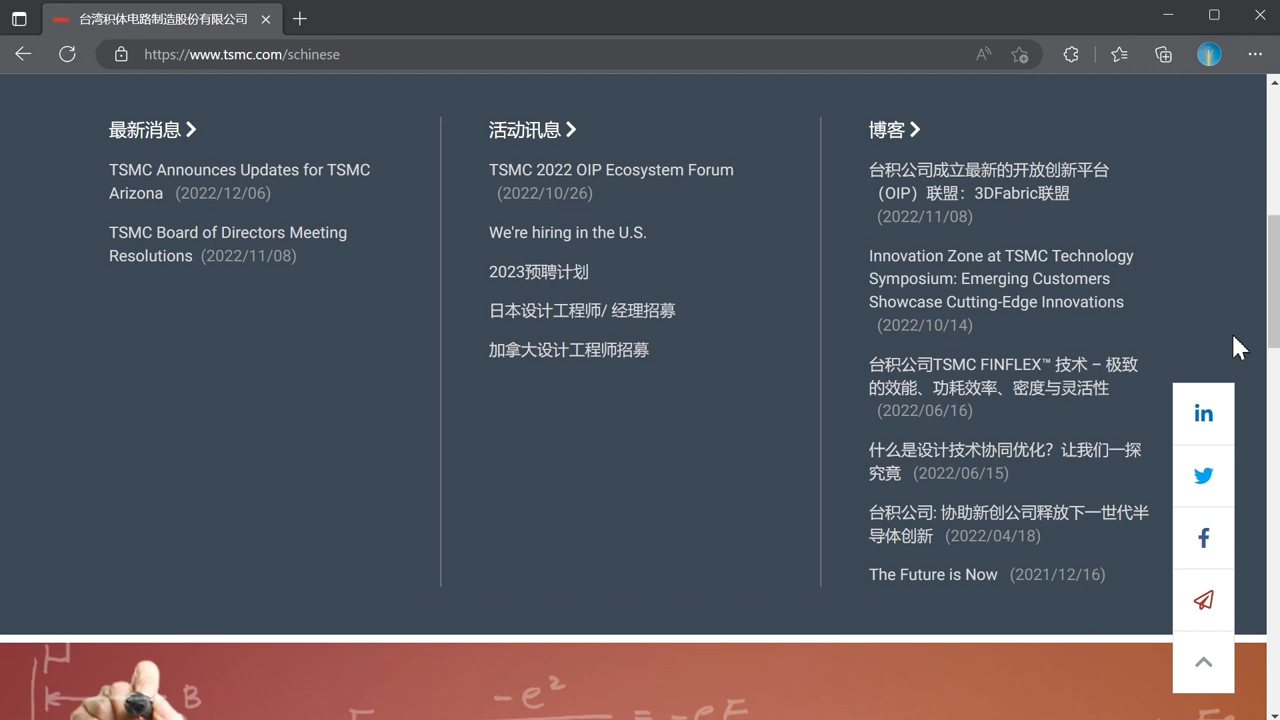 台湾积体电路制造股份有限公司
https://www.tsmc.com/schinese
最新消息
TSMC Announces Updates for TSMC
Arizona (2022/12/06)
TSMC Board of Directors Meeting
Resolutions (2022/11/08)
活动讯息
TSMC 2022 OIP Ecosystem Forum
(2022/10/26)
We're hiring in the U.S.
2023预聘计划
日本设计工程师/ 经理招募
加拿大设计工程师招募
博客
台积公司成立最新的开放创新平台
（OIP）联盟：3DFabric联盟
(2022/11/08)
Innovation Zone at TSMC Technology
Symposium: Emerging Customers
Showcase Cutting-Edge Innovations
(2022/10/14)
台积公司TSMC FINFLEX™ 技术 – 极致
的效能、功耗效率、密度与灵活性
(2022/06/16)
什么是设计技术协同优化？让我们一探
究竟 (2022/06/15)
台积公司: 协助新创公司释放下一世代半
导体创新 (2022/04/18)
The Future is Now (2021/12/16)
in
B
-e²
= -eF